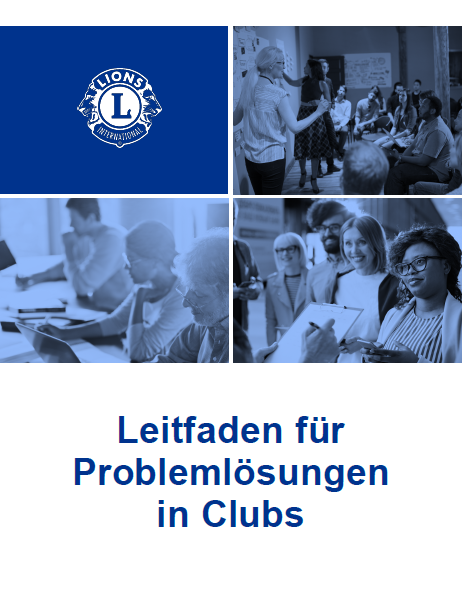 LIONS
L
INTERNATIONAL
Leitfaden für
Problemlösungen
in Clubs